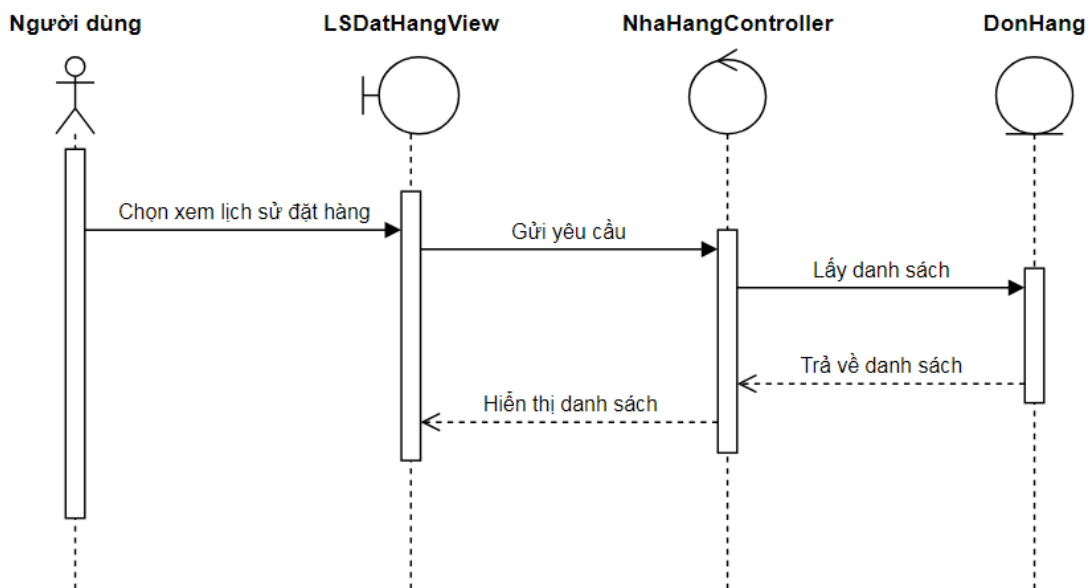 Người dùng
LSDatHangView
NhaHangController
DonHang
Chọn xem lịch sử đặt hàng
Gửi yêu cầu
Lấy danh sách
Trả về danh sách
Hiễn thị danh sách